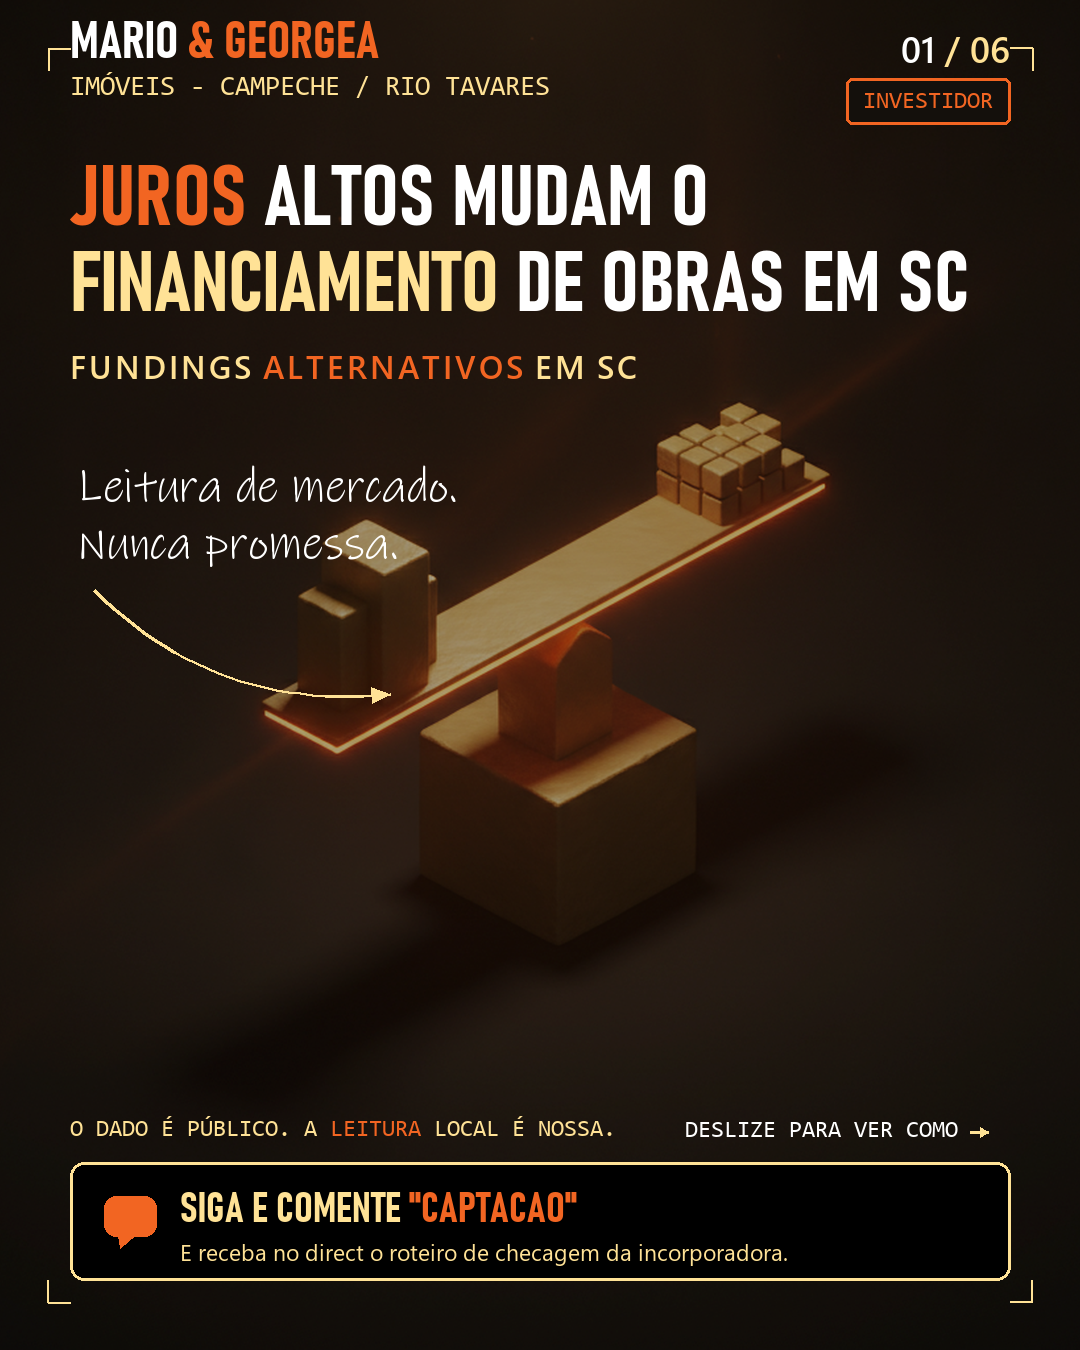 MARIO & GEORGEA
IMÓVEIS - CAMPECHE / RIO TAVARES
01 / 06
INVESTIDOR
JUROS ALTOS MUDAM O
FINANCIAMENTO DE OBRAS EM SC
FUNDINGS ALTERNATIVOS EM SC
Leitura de mercado.
Nunca promessa.
O DADO É PÚBLICO. A LEITURA LOCAL É NOSSA.
DESLIZE PARA VER COMO
SIGA E COMENTE "CAPTACAO"
E receba no direct o roteiro de checagem da incorporadora.